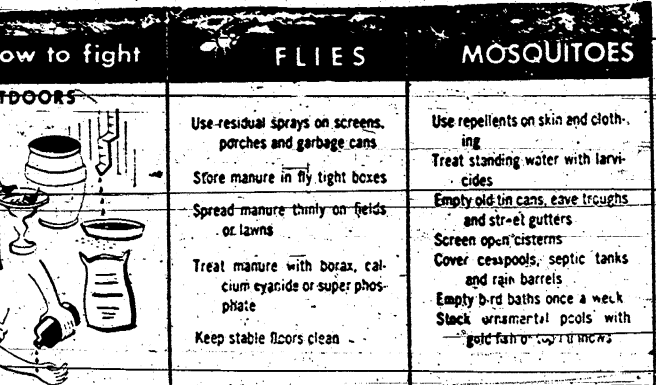 ow to fight
TDOORS
FLIES
Use residual sprays on screens,
porches and garbage cans
Store manure in fly tight boxes
Spread manure thinly on fields
or lawns
Treat manure with borax, cal-
cium cyanide or super phos-
phate
Keep stable floors clean
MOSQUITOES
Use repellents on skin and cloth-
ing
Treat standing water with larvi-
cides
Empty old tin cans, eave troughs
and street gutters
Screen open cisterns
Cover cesspools, septic tanks
and rain barrels
Empty bird baths once a week
Stock ornamental pools with
gold fish or top minnows